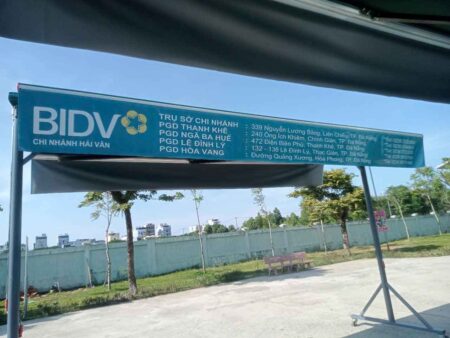 BIDV
CHI NHÁNH HẢI VÂN
TRỤ SỞ CHI NHÁNH : 339 Nguyễn Lương Bằng, Liên Chiểu, TP. Đà Nẵng
PGD THANH KHÊ : 240 Ông Ích Khiêm, Chính Gián, TP. Đà Nẵng
PGD NGÃ BA HUẾ : 472 Điện Biên Phủ, Thanh Khê, TP. Đà Nẵng
PGD LÊ ĐÌNH LÝ : 132 - 136 Lê Đình Lý, Thạc Gián, TP. Đà Nẵng
PGD HÒA VANG : Đường Quảng Xương, Hòa Phong, TP. Đà Nẵng